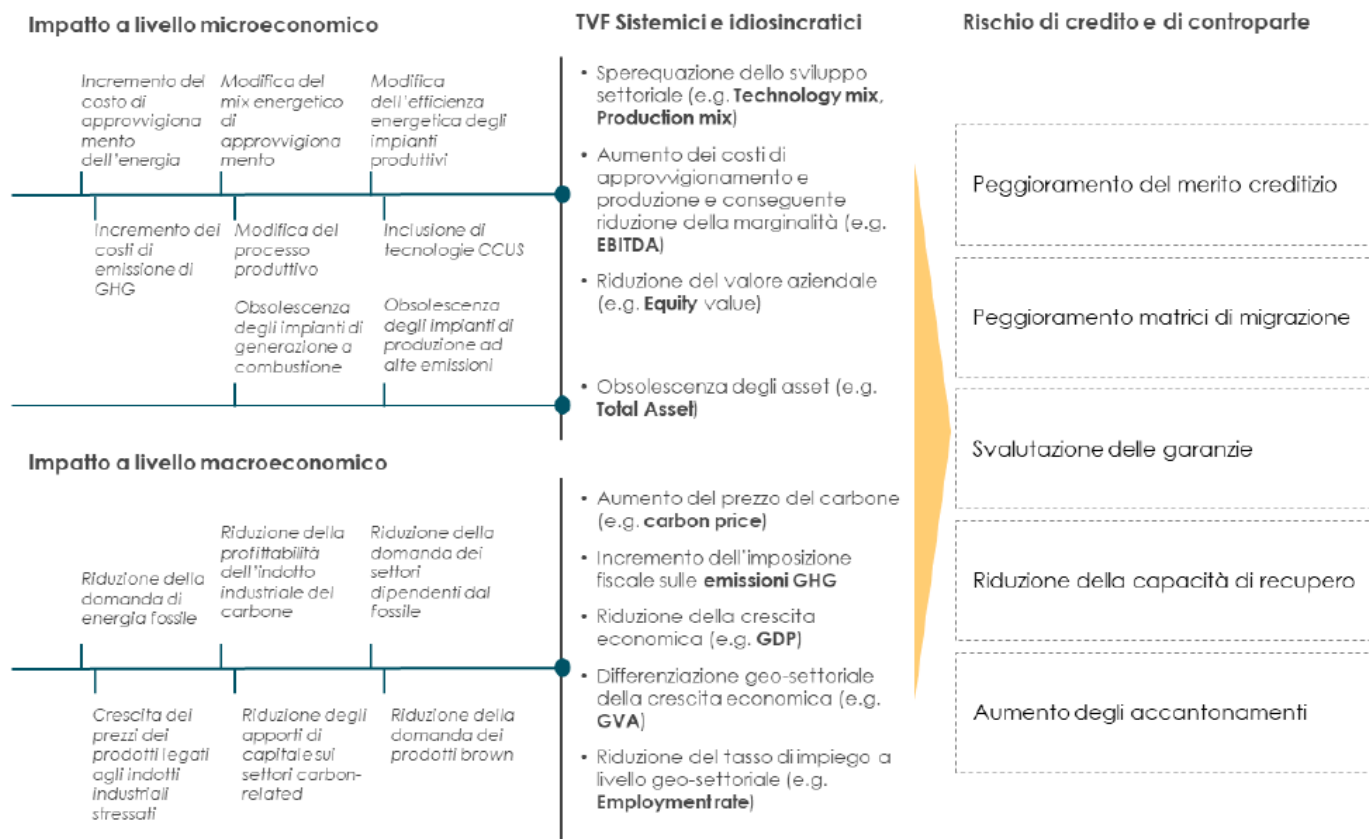 Impatto a livello microeconomico
Incremento del
costo di
approvvigiona
mento
dell'energia
Modifica del
mix energetico
di
approvvigiona
mento
Modifica
dell'efficienza
energetica degli
impianti
produttivi
Incremento dei
costi di
emissione di
GHG
Modifica del
processo
produttivo
Inclusione di
tecnologie CCUS
Obsolescenza
degli impianti di
generazione a
combustione
Obsolescenza
degli impianti di
produzione ad
alte emissioni
Impatto a livello macroeconomico
Riduzione della
domanda di
energia fossile
Riduzione della
profittabilità
dell'indotto
industriale del
carbone
Riduzione della
domanda dei
settori
dipendenti dal
fossile
Crescita dei
prezzi dei
prodotti legati
agli indotti
industriali
stressati
Riduzione degli
apporti di
capitale sui
settori carbon-
related
Riduzione della
domanda dei
prodotti brown
TVF Sistemici e idiosincratici
• Sperequazione dello sviluppo
settoriale (e.g. Technology mix,
Production mix)
• Aumento dei costi di
approvvigionamento e
produzione e conseguente
riduzione della marginalità (e.g.
EBITDA)
• Riduzione del valore aziendale
(e.g. Equity value)
• Obsolescenza degli asset (e.g.
Total Asset)
• Aumento del prezzo del carbone
(e.g. carbon price)
• Incremento dell'imposizione
fiscale sulle emissioni GHG
• Riduzione della crescita
economica (e.g. GDP)
• Differenziazione geo-settoriale
della crescita economica (e.g.
GVA)
• Riduzione del tasso di impiego a
livello geo-settoriale (e.g.
Employment rate)
Rischio di credito e di controparte
Peggioramento del merito creditizio
Peggioramento matrici di migrazione
Svalutazione delle garanzie
Riduzione della capacità di recupero
Aumento degli accantonamenti